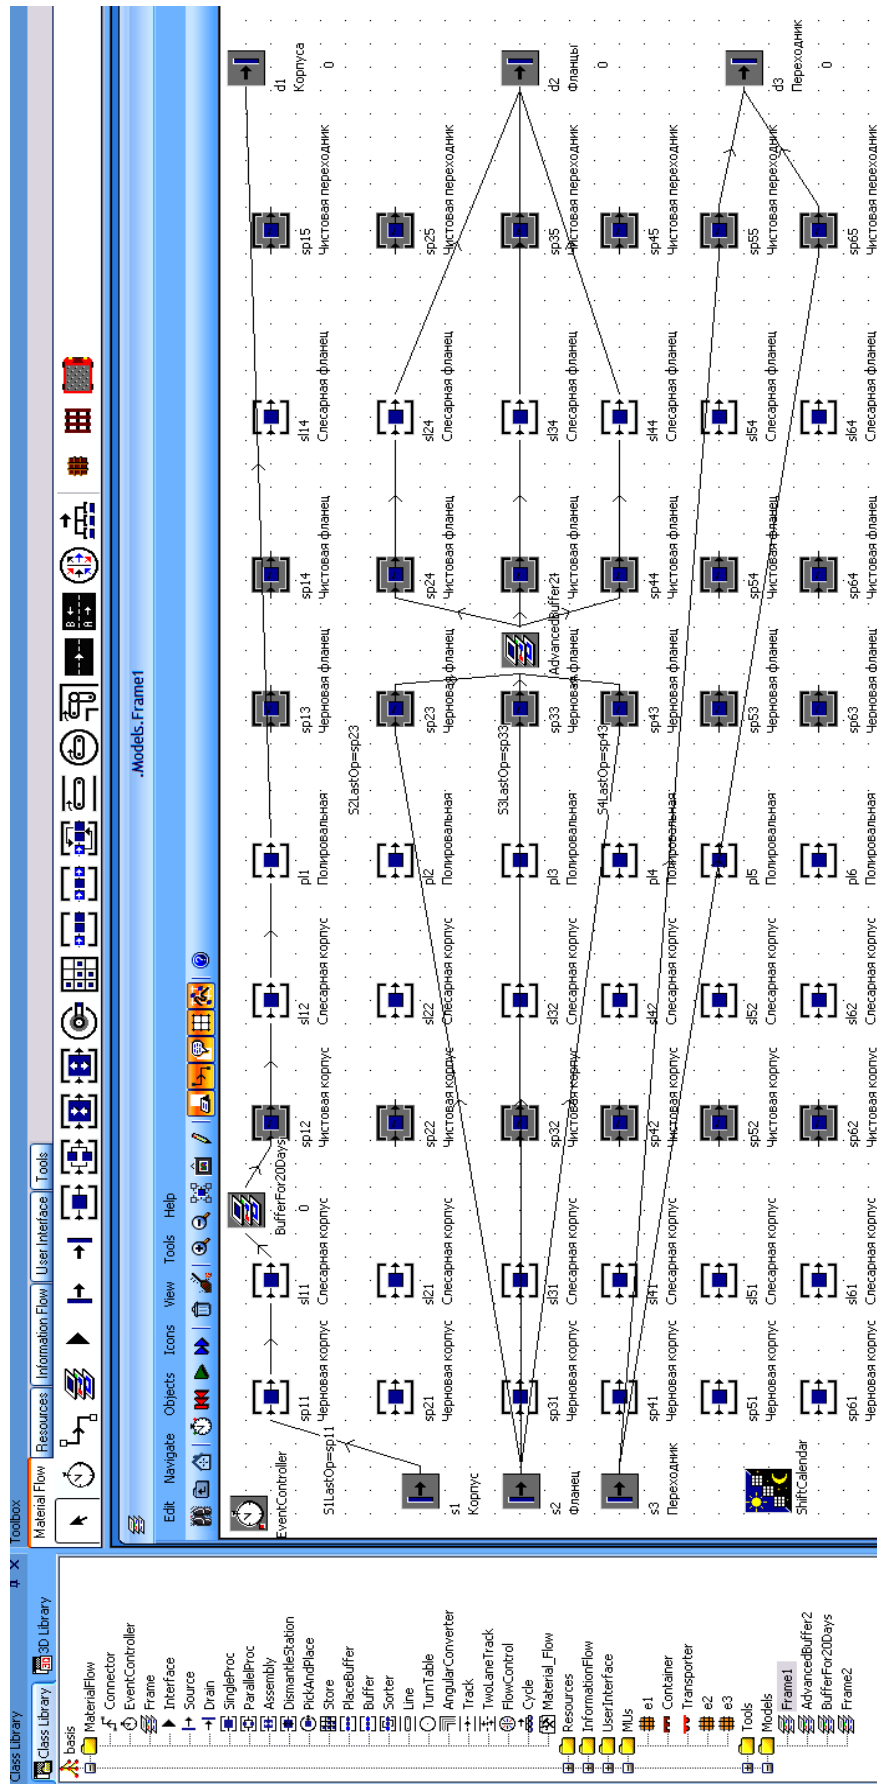 Class Library
Class Library
3D Library
basis
MaterialFlow
Connector
EventController
Frame
Interface
Source
Drain
SingleProc
ParallelProc
Assembly
DismantleStation
PickAndPlace
Store
PlaceBuffer
Buffer
Sorter
Line
TurnTable
AngularConverter
Track
TwoLaneTrack
FlowControl
Cycle
Material_Flow
Resources
InformationFlow
UserInterface
MUs
e1
Container
Transporter
e2
e3
Tools
Models
Frame1
AdvancedBuffer2
BufferFor20Days
Frame2
Toolbox
Material Flow Resources Information Flow User Interface Tools
.Models.Frame1
Edit Navigate Objects Icons View Tools Help
EventController
S1LastOp=sp11
BufferFor20Days
0
sp11 sl11 sp12 sl12 pl1 sp13 sp14 sl14 sp15 d1
Черновая корпус Слесарная корпус Чистовая корпус Слесарная корпус Полировальная Черновая фланец Чистовая фланец Слесарная фланец Чистовая переходник Корпуса
0
S2LastOp=sp23
sp21 sl21 sp22 sl22 pl2 sp23 sp24 sl24 sp25
Черновая корпус Слесарная корпус Чистовая корпус Слесарная корпус Полировальная Черновая фланец Чистовая фланец Слесарная фланец Чистовая переходник
s1
Корпус
S3LastOp=sp33
AdvancedBuffer2
s2 sp31 sl31 sp32 sl32 pl3 sp33 sp34 sl34 sp35 d2
Фланец Черновая корпус Слесарная корпус Чистовая корпус Слесарная корпус Полировальная Черновая фланец Чистовая фланец Слесарная фланец Чистовая переходник Фланцы
0
S4LastOp=sp43
s3 sp41 sl41 sp42 sl42 pl4 sp43 sp44 sl44 sp45
Переходник Черновая корпус Слесарная корпус Чистовая корпус Слесарная корпус Полировальная Черновая фланец Чистовая фланец Слесарная фланец Чистовая переходник
sp51 sl51 sp52 sl52 pl5 sp53 sp54 sl54 sp55 d3
Черновая корпус Слесарная корпус Чистовая корпус Слесарная корпус Полировальная Черновая фланец Чистовая фланец Слесарная фланец Чистовая переходник Переходник
0
ShiftCalendar
sp61 sl61 sp62 sl62 pl6 sp63 sp64 sl64 sp65
Черновая корпус Слесарная корпус Чистовая корпус Слесарная корпус Полировальная Черновая фланец Чистовая фланец Слесарная фланец Чистовая переходник